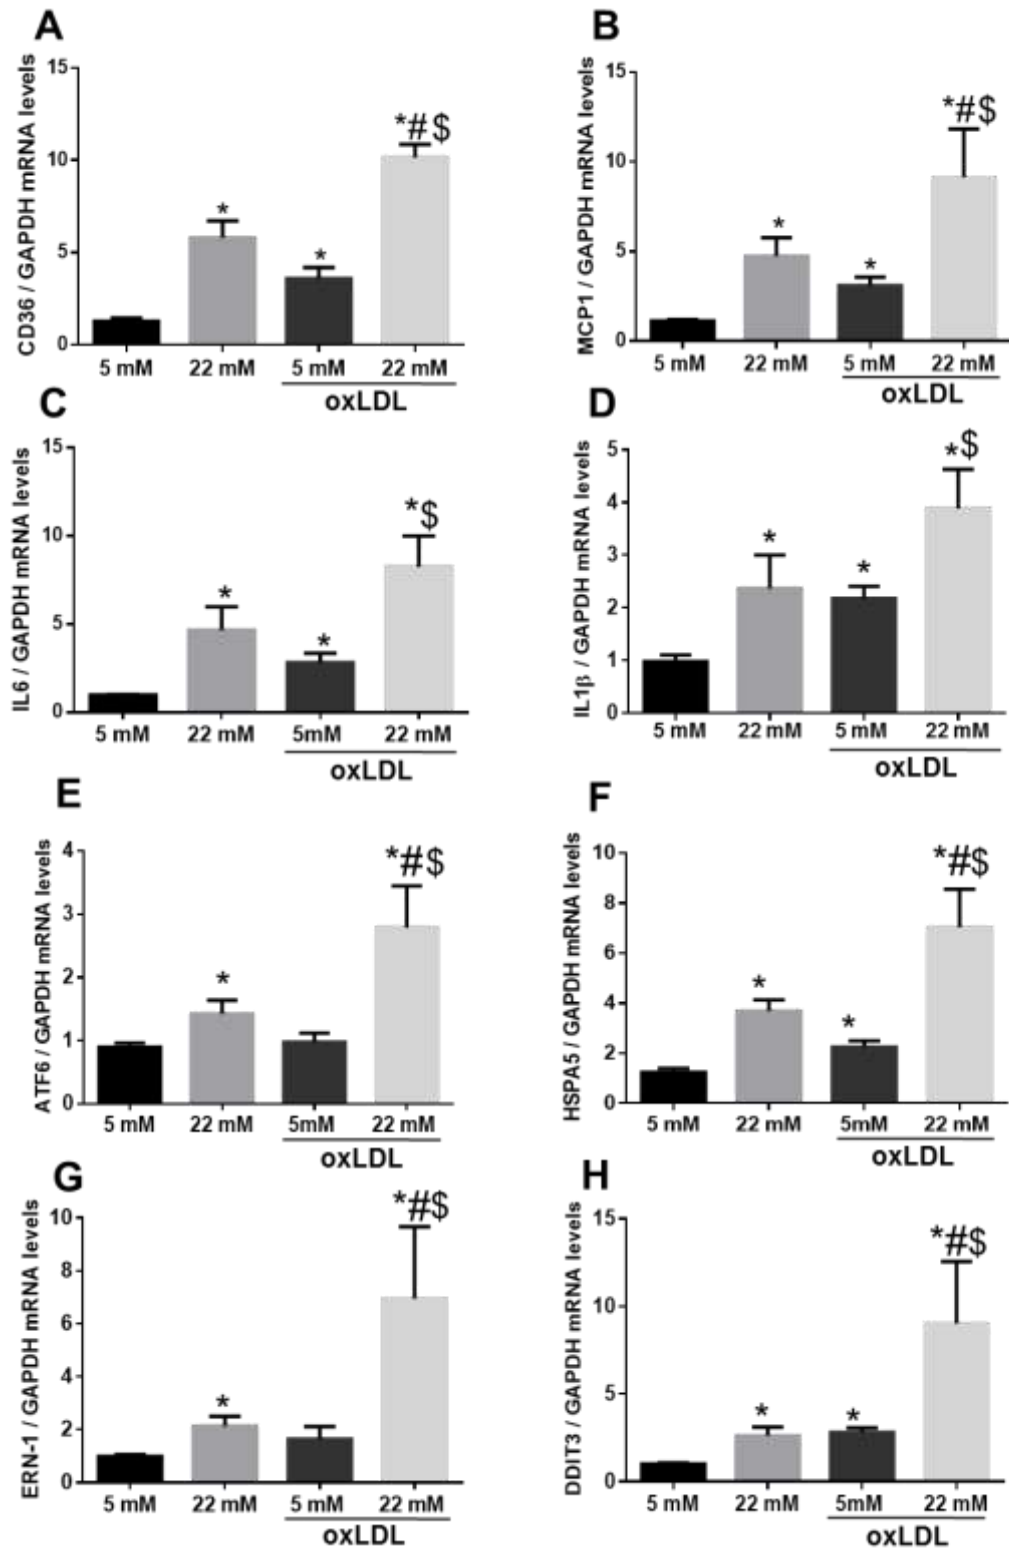 A
CD36 / GAPDH mRNA levels
15
10
5
0
*
*
*#$
5 mM 22 mM 5 mM 22 mM
oxLDL
B
MCP1 / GAPDH mRNA levels
15
10
5
0
*
*
*#$
5 mM 22 mM 5 mM 22 mM
oxLDL
C
IL6 / GAPDH mRNA levels
15
10
5
0
*
*
*$
5 mM 22 mM 5mM 22 mM
oxLDL
D
IL1β / GAPDH mRNA levels
5
4
3
2
1
0
*
*
*$
5 mM 22 mM 5 mM 22 mM
oxLDL
E
ATF6 / GAPDH mRNA levels
4
3
2
1
0
*
*#$
5 mM 22 mM 5mM 22 mM
oxLDL
F
HSPA5 / GAPDH mRNA levels
10
8
6
4
2
0
*
*
*#$
5 mM 22 mM 5mM 22 mM
oxLDL
G
ERN-1 / GAPDH mRNA levels
10
8
6
4
2
0
*
*#$
5 mM 22 mM 5 mM 22 mM
oxLDL
H
DDIT3 / GAPDH mRNA levels
15
10
5
0
*
*
*#$
5 mM 22 mM 5mM 22 mM
oxLDL